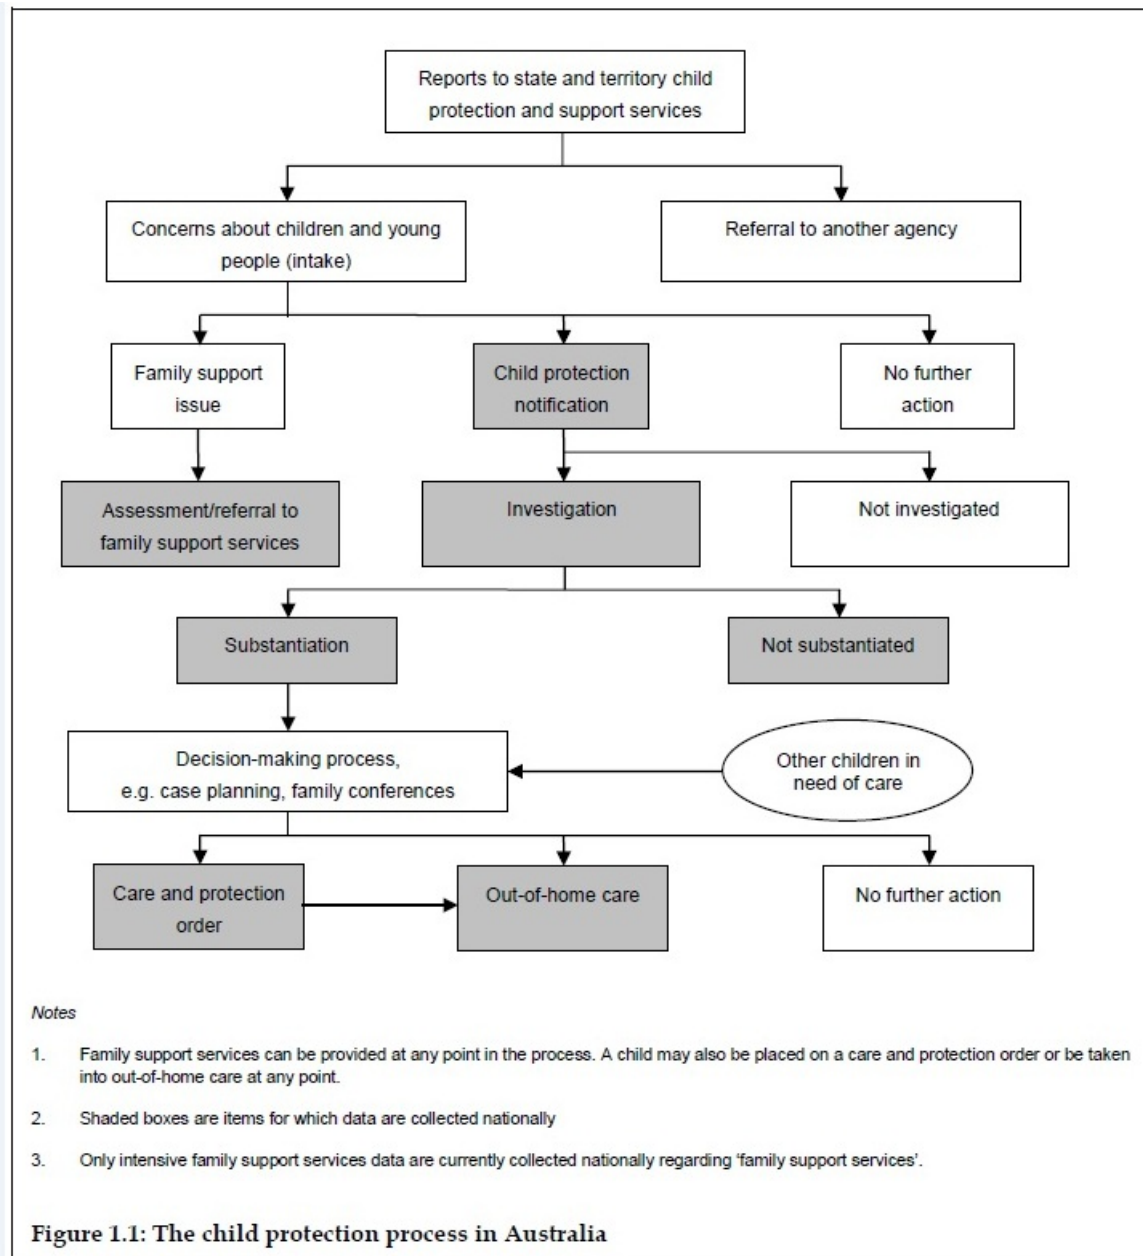 Reports to state and territory child
protection and support services
Concerns about children and young
people (intake)
Referral to another agency
Family support
issue
Child protection
notification
No further
action
Assessment/referral to
family support services
Investigation
Not investigated
Substantiation
Not substantiated
Decision-making process,
e.g. case planning, family conferences
Other children in
need of care
Care and protection
order
Out-of-home care
No further action
Notes
1. Family support services can be provided at any point in the process. A child may also be placed on a care and protection order or be taken
into out-of-home care at any point.
2. Shaded boxes are items for which data are collected nationally
3. Only intensive family support services data are currently collected nationally regarding ‘family support services’.
Figure 1.1: The child protection process in Australia